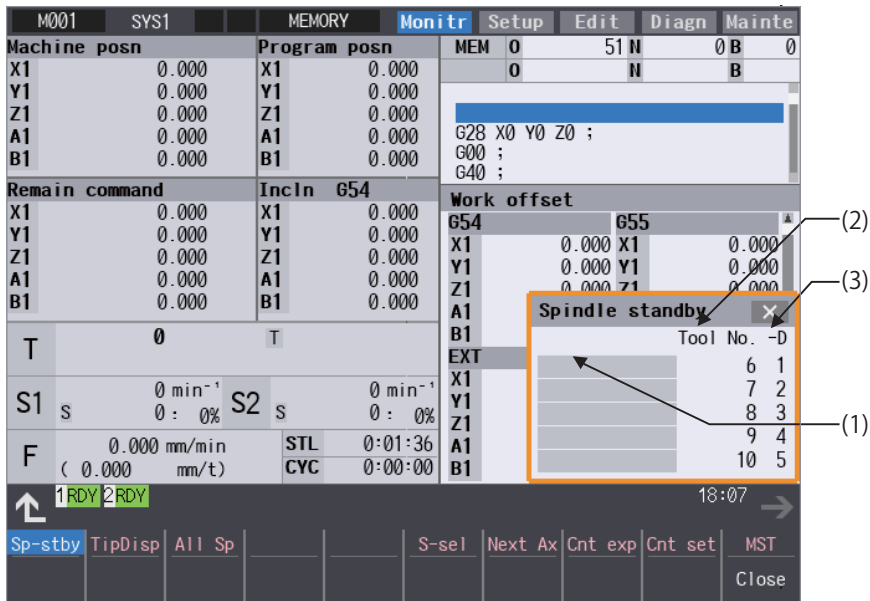 M001 SYS1 MEMORY Monitr Setup Edit Diagn Mainte
Machine posn
X1 0.000
Y1 0.000
Z1 0.000
A1 0.000
B1 0.000
Program posn
X1 0.000
Y1 0.000
Z1 0.000
A1 0.000
B1 0.000
MEM O 51 N 0 B 0
O N B
G28 X0 Y0 Z0 ;
G00 ;
G40 ;
Remain command
X1 0.000
Y1 0.000
Z1 0.000
A1 0.000
B1 0.000
Incln G54
X1 0.000
Y1 0.000
Z1 0.000
A1 0.000
B1 0.000
Work offset
G54 G55
X1 0.000 X1 0.000
Y1 0.000 Y1 0.000
Z1 0.000 Z1 0.000
A1
B1
EXT
X1
Y1
Z1
A1
B1
Spindle standby ×
Tool No. -D
6 1
7 2
8 3
9 4
10 5
(2)
(3)
(1)
T 0 T
S1 S 0 min⁻¹ 0 : 0% S2 S 0 min⁻¹ 0 : 0%
F 0.000 mm/min
( 0.000 mm/t)
STL 0:01:36
CYC 0:00:00
1 RDY 2 RDY 18:07
Sp-stby TipDisp All Sp S-sel Next Ax Cnt exp Cnt set MST
Close